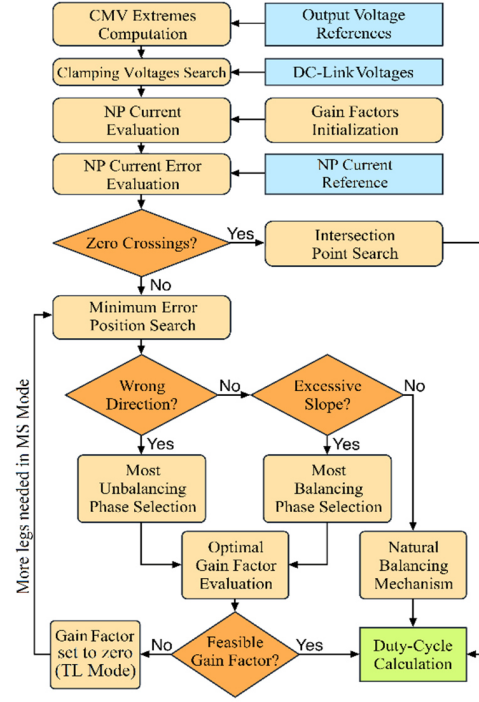 CMV Extremes
Computation
Output Voltage
References
Clamping Voltages Search
DC-Link Voltages
NP Current
Evaluation
Gain Factors
Initialization
NP Current Error
Evaluation
NP Current
Reference
Zero Crossings?
Yes
Intersection
Point Search
No
Minimum Error
Position Search
Wrong
Direction?
No
Excessive
Slope?
No
Yes
Yes
Most
Unbalancing
Phase Selection
Most
Balancing
Phase Selection
More legs needed in MS Mode
Optimal
Gain Factor
Evaluation
Natural
Balancing
Mechanism
Gain Factor
set to zero
(TL Mode)
No
Feasible
Gain Factor?
Yes
Duty-Cycle
Calculation